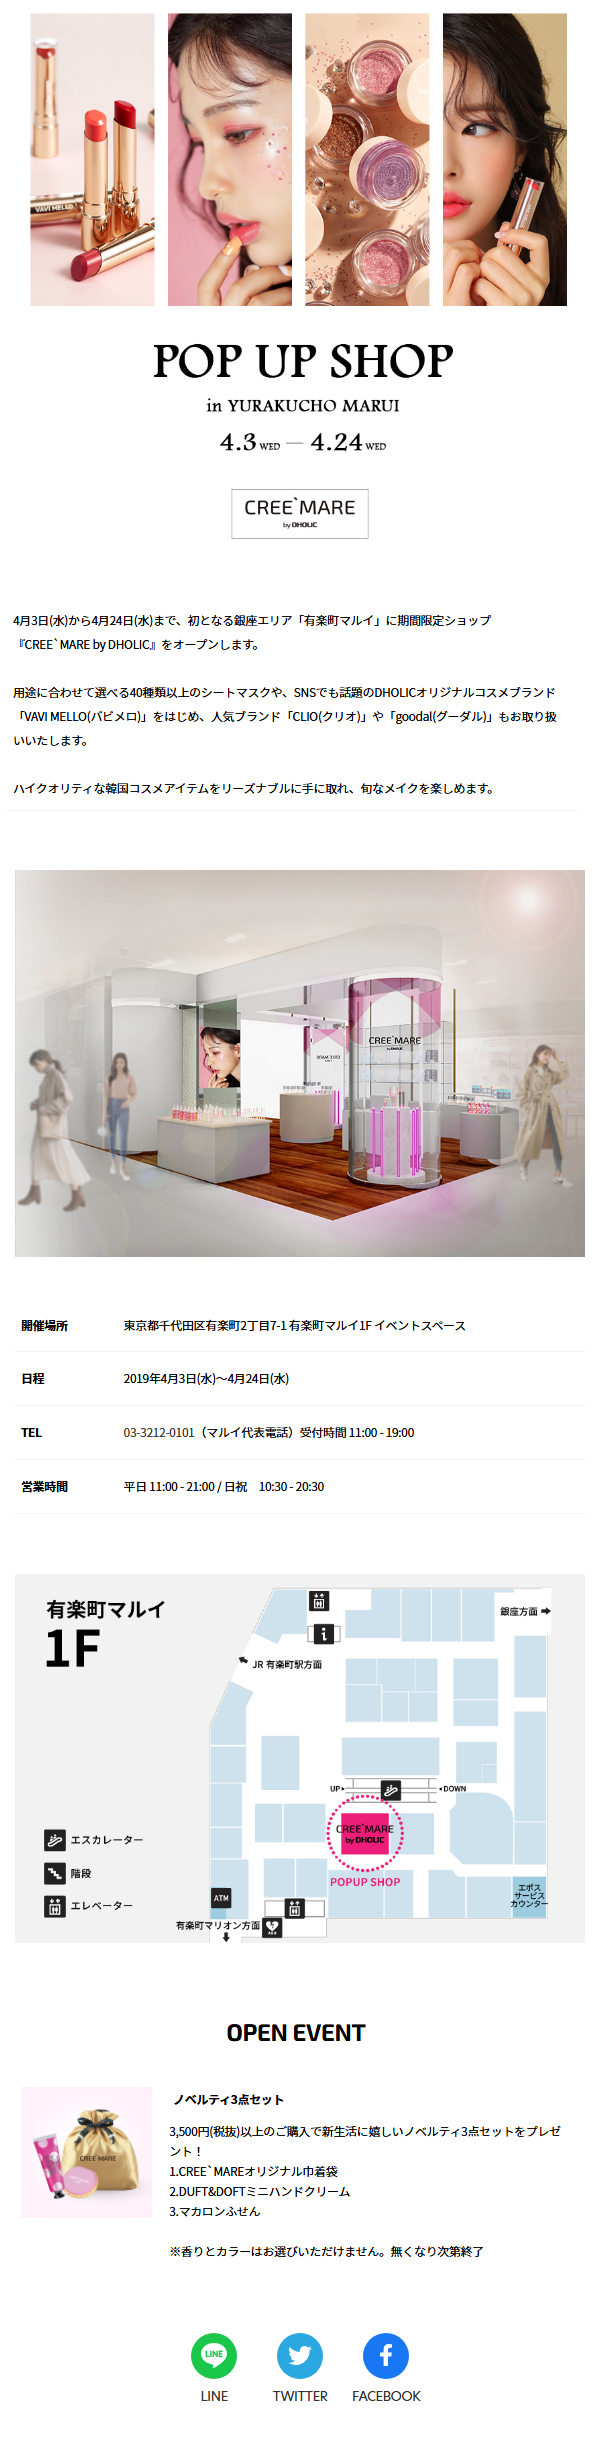 VAVI MELLO
POP UP SHOP
in YURAKUCHO MARUI
4.3 WED — 4.24 WED
CREE`MARE
by DHOLIC
4月3日(水)から4月24日(水)まで、初となる銀座エリア「有楽町マルイ」に期間限定ショップ
『CREE`MARE by DHOLIC』をオープンします。
用途に合わせて選べる40種類以上のシートマスクや、SNSでも話題のDHOLICオリジナルコスメブランド
「VAVI MELLO(バビメロ)」をはじめ、人気ブランド「CLIO(クリオ)」や「goodal(グーダル)」もお取り扱
いいたします。
ハイクオリティな韓国コスメアイテムをリーズナブルに手に取れ、旬なメイクを楽しめます。
CREE`MARE
by DHOLIC
CREE`MARE
開催場所 東京都千代田区有楽町2丁目7-1 有楽町マルイ1F イベントスペース
日程 2019年4月3日(水)～4月24日(水)
TEL 03-3212-0101（マルイ代表電話）受付時間 11:00 - 19:00
営業時間 平日 11:00 - 21:00 / 日祝　10:30 - 20:30
有楽町マルイ
1F
銀座方面
JR 有楽町駅方面
UP
DOWN
CREE`MARE
by DHOLIC
POPUP SHOP
エスカレーター
階段
エレベーター
ATM
エポス
サービス
カウンター
有楽町マリオン方面
AED
OPEN EVENT
CREE`MARE
ノベルティ3点セット
3,500円(税抜)以上のご購入で新生活に嬉しいノベルティ3点セットをプレゼ
ント！
1.CREE`MAREオリジナル巾着袋
2.DUFT&DOFTミニハンドクリーム
3.マカロンふせん
※香りとカラーはお選びいただけません。無くなり次第終了
LINE
LINE
TWITTER
FACEBOOK